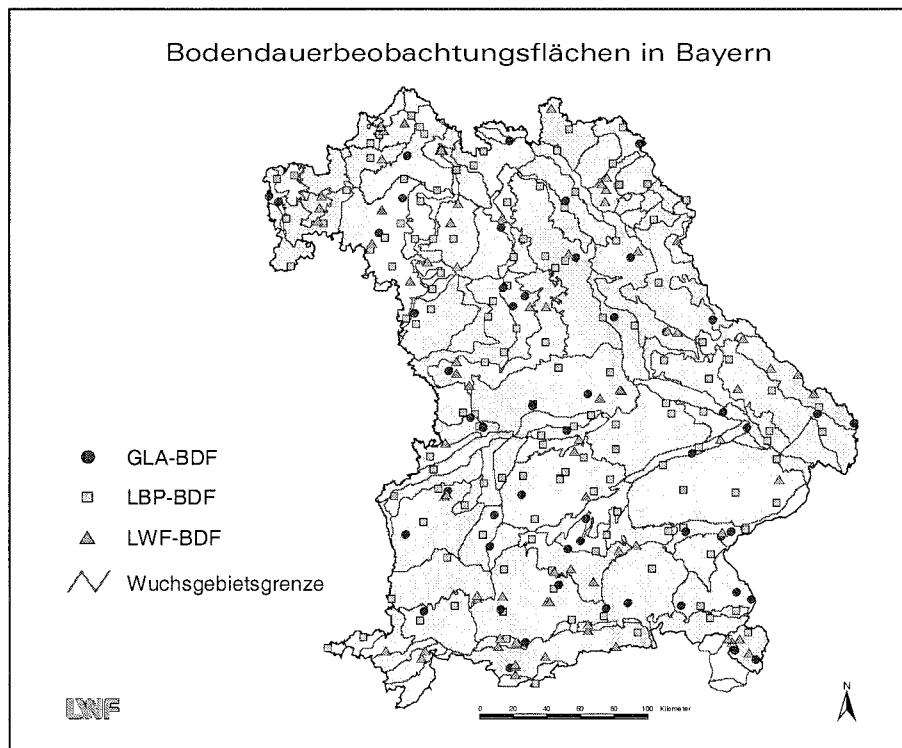 Bodendauerbeobachtungsflächen in Bayern
GLA-BDF
LBP-BDF
LWF-BDF
Wuchsgebietsgrenze
LWF
0 20 40 60 80 100 Kilometer
N